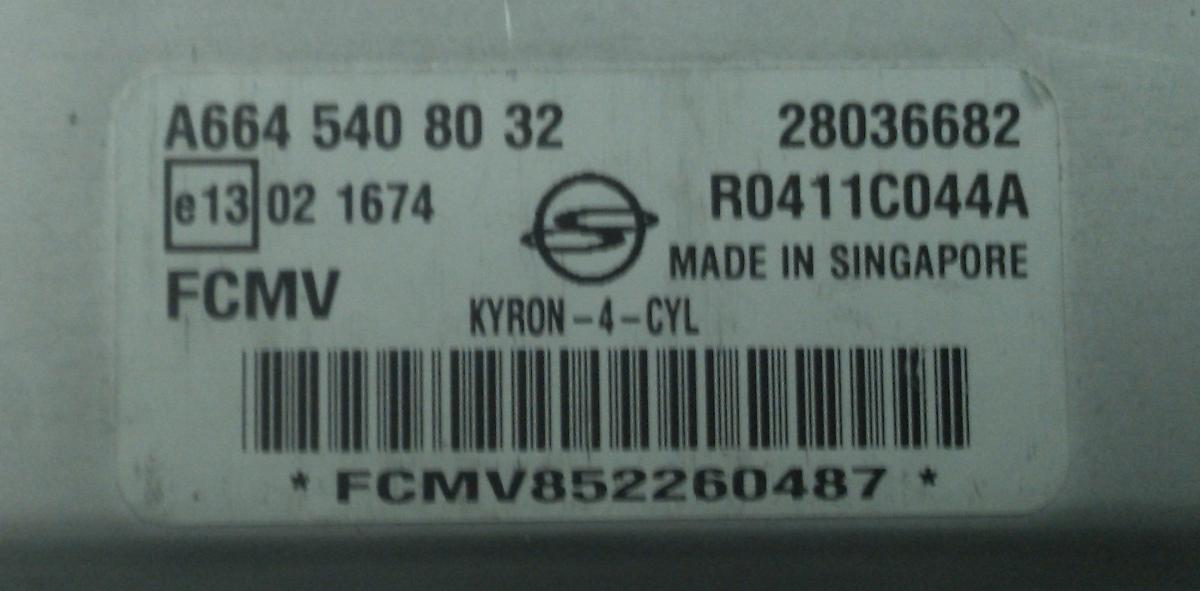 A664 540 80 32 28036682
e13 02 1674 R0411C044A
MADE IN SINGAPORE
FCMV
KYRON-4-CYL
* FCMV852260487 *